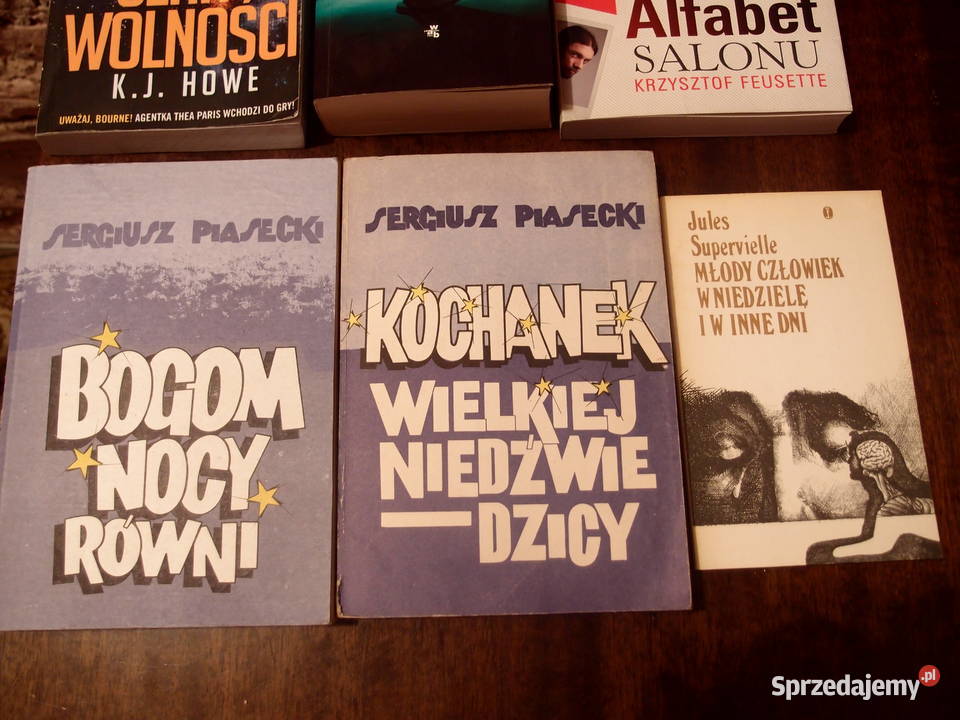 WOLNOŚCI
K.J. HOWE
UWAŻAJ, BOURNE! AGENTKA THEA PARIS WCHODZI DO GRY!
w
ab
Alfabet
SALONU
KRZYSZTOF FEUSETTE
SERGIUSZ PIASECKI
BOGOM
NOCY
RÓWNI
SERGIUSZ PIASECKI
KOCHANEK
WIELKIEJ
NIEDŹWIE
—DZICY
Jules
Supervielle
MŁODY CZŁOWIEK
W NIEDZIELĘ
I W INNE DNI
Sprzedajemy.pl